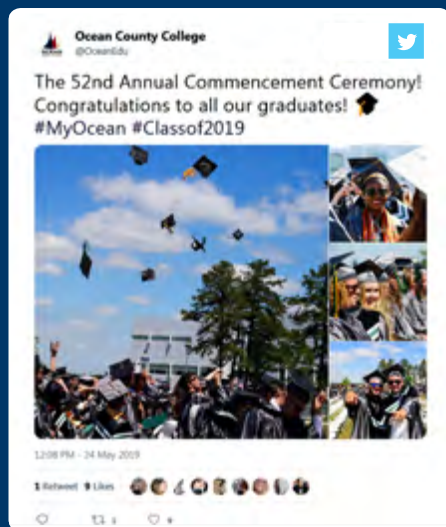 Ocean County College
@OceanEdu
The 52nd Annual Commencement Ceremony!
Congratulations to all our graduates!
#MyOcean #Classof2019
12:08 PM - 24 May 2019
1 Retweet 9 Likes